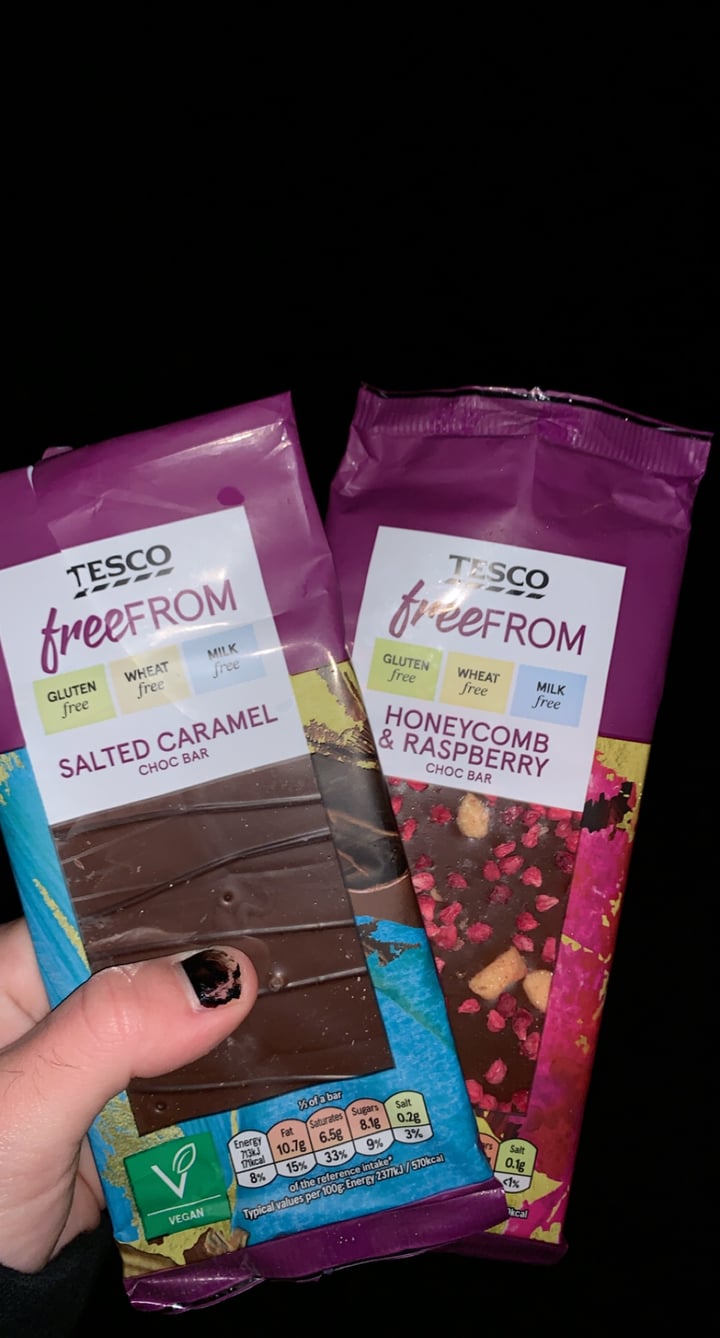 TESCO
freeFROM
GLUTEN
free
WHEAT
free
MILK
free
SALTED CARAMEL
CHOC BAR
⅓ of a bar
Energy
713kJ
171kcal
8%
Fat
10.7g
15%
Saturates
6.5g
33%
Sugars
8.1g
9%
Salt
0.2g
3%
of the reference intake*
Typical values per 100g: Energy 2377kJ / 570kcal
V
VEGAN
TESCO
freeFROM
GLUTEN
free
WHEAT
free
MILK
free
HONEYCOMB
& RASPBERRY
CHOC BAR
Salt
0.1g
<1%